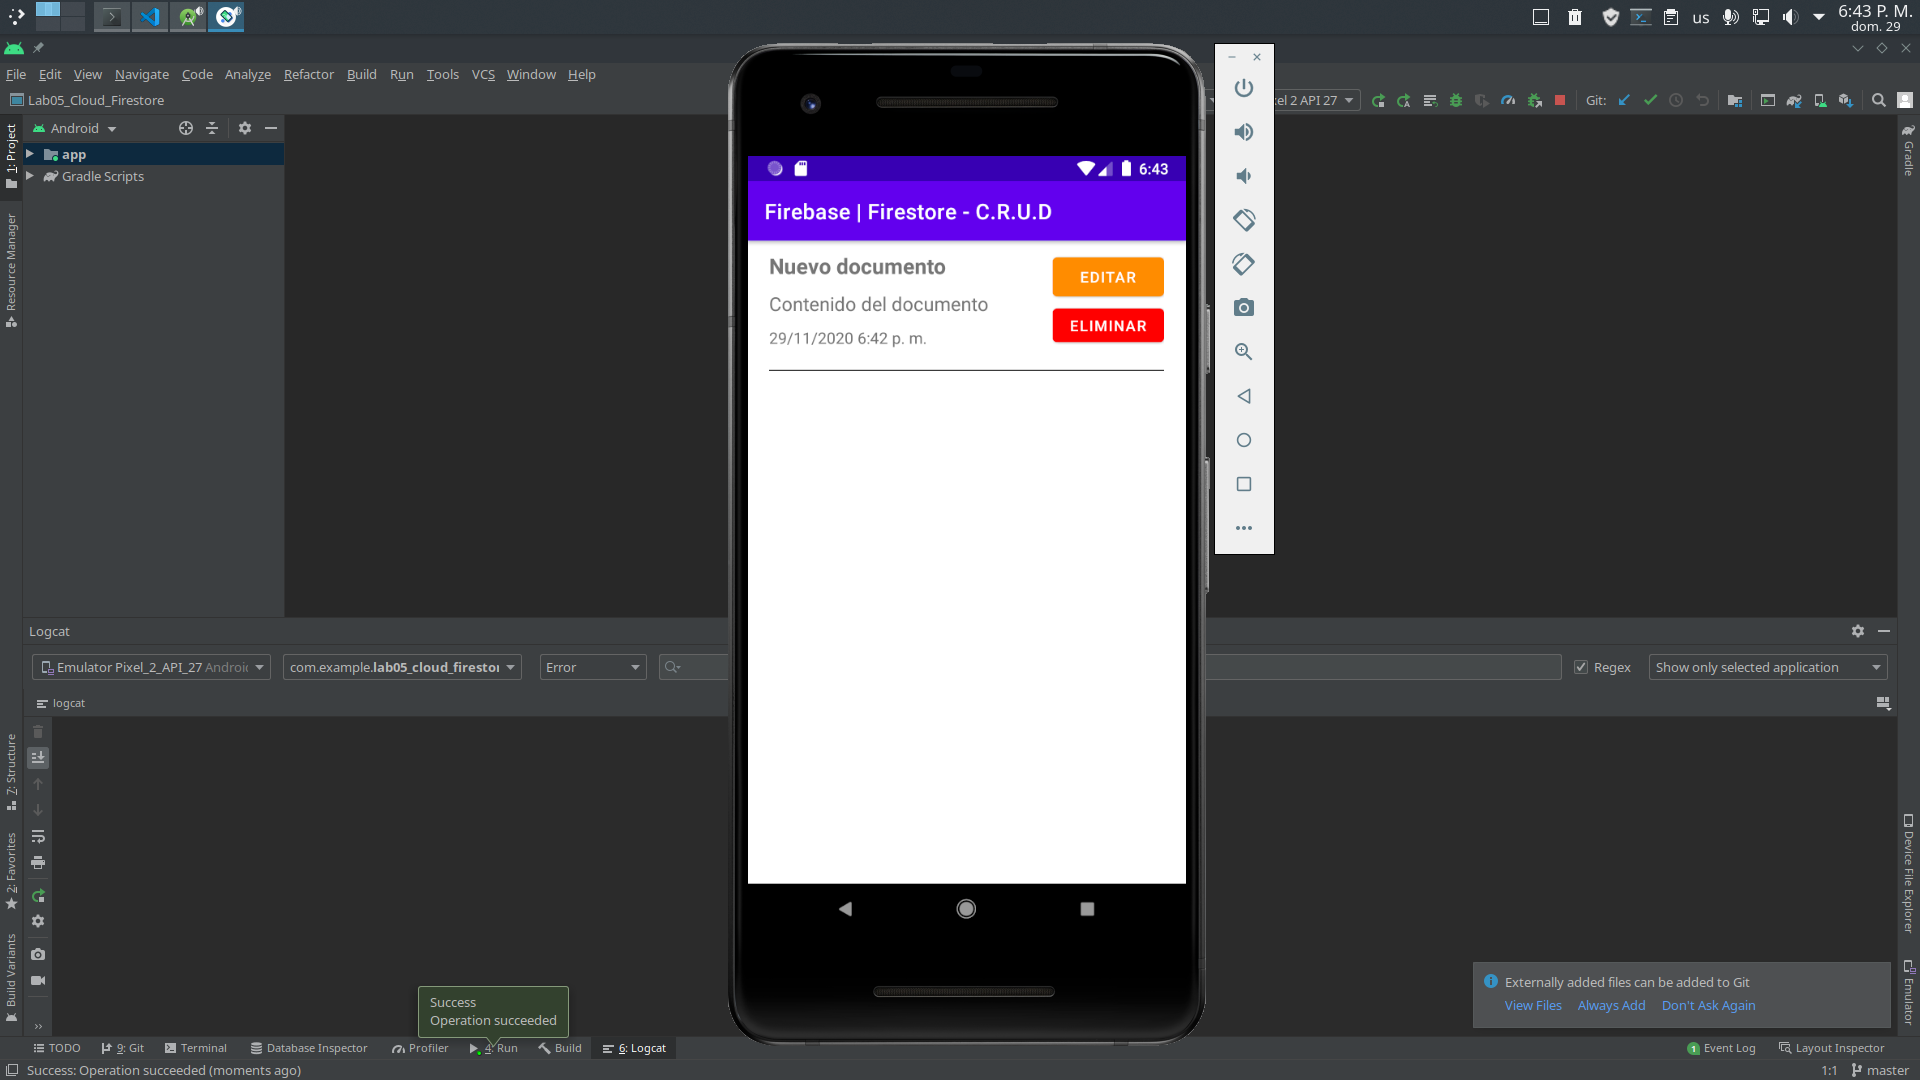 us
6:43 P. M.
dom. 29
File Edit View Navigate Code Analyze Refactor Build Run Tools VCS Window Help
Lab05_Cloud_Firestore
el 2 API 27
Git:
Android
app
Gradle Scripts
1: Project
Resource Manager
7: Structure
2: Favorites
Build Variants
Gradle
Device File Explorer
Emulator
6:43
Firebase | Firestore - C.R.U.D
Nuevo documento
EDITAR
Contenido del documento
ELIMINAR
29/11/2020 6:42 p. m.
Logcat
Emulator Pixel_2_API_27 Androic
com.example.lab05_cloud_firestor
Error
Regex
Show only selected application
logcat
Success
Operation succeeded
Externally added files can be added to Git
View Files Always Add Don't Ask Again
TODO 9: Git Terminal Database Inspector Profiler 4: Run Build 6: Logcat
1 Event Log Layout Inspector
Success: Operation succeeded (moments ago)
1:1 master